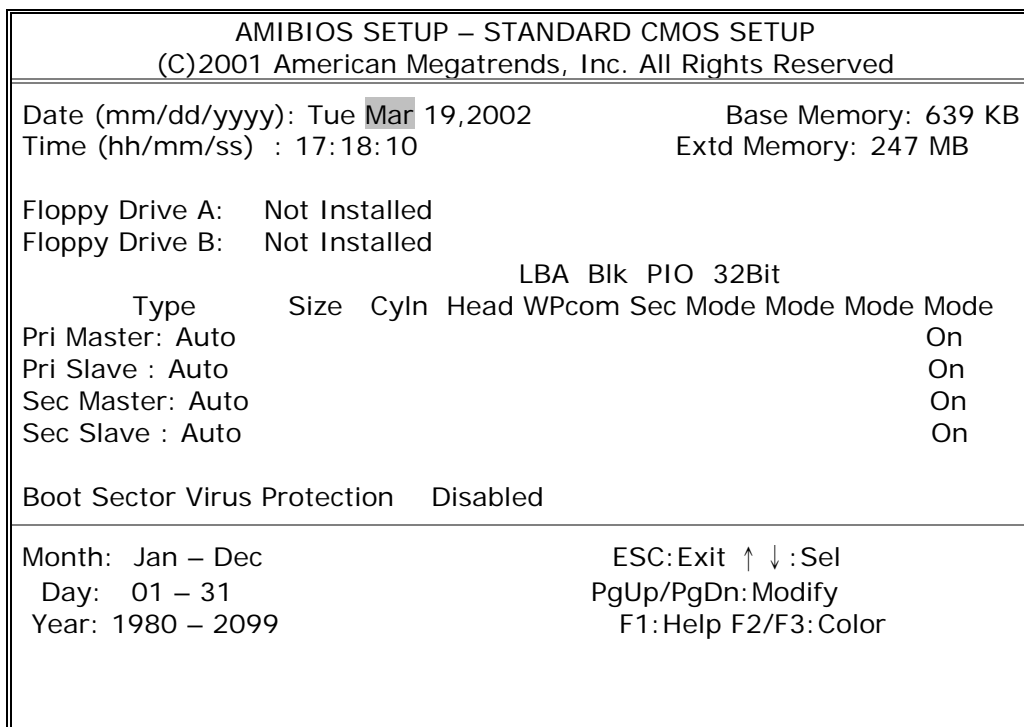 AMIBIOS SETUP – STANDARD CMOS SETUP
(C)2001 American Megatrends, Inc. All Rights Reserved
Date (mm/dd/yyyy): Tue Mar 19,2002 Base Memory: 639 KB
Time (hh/mm/ss) : 17:18:10 Extd Memory: 247 MB
Floppy Drive A: Not Installed
Floppy Drive B: Not Installed
LBA Blk PIO 32Bit
Type Size Cyln Head WPcom Sec Mode Mode Mode Mode
Pri Master: Auto On
Pri Slave : Auto On
Sec Master: Auto On
Sec Slave : Auto On
Boot Sector Virus Protection Disabled
Month: Jan – Dec ESC:Exit ↑ ↓ :Sel
Day: 01 – 31 PgUp/PgDn:Modify
Year: 1980 – 2099 F1:Help F2/F3:Color